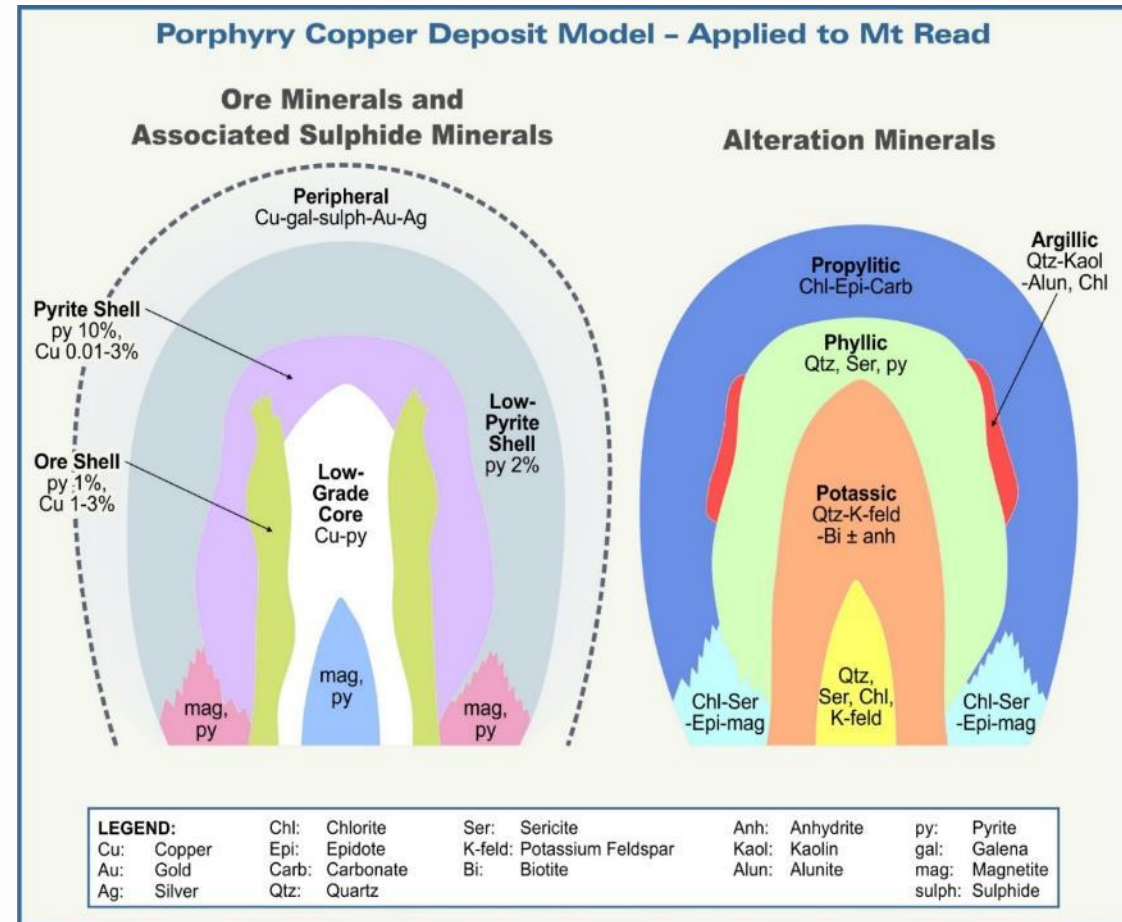 Porphyry Copper Deposit Model – Applied to Mt Read
Ore Minerals and
Associated Sulphide Minerals
Peripheral
Cu-gal-sulph-Au-Ag
Pyrite Shell
py 10%,
Cu 0.01-3%
Low-
Pyrite
Shell
py 2%
Ore Shell
py 1%,
Cu 1-3%
Low-
Grade
Core
Cu-py
mag,
py
mag,
py
mag,
py
Alteration Minerals
Argillic
Qtz-Kaol
-Alun, Chl
Propylitic
Chl-Epi-Carb
Phyllic
Qtz, Ser, py
Potassic
Qtz-K-feld
-Bi ± anh
Chl-Ser
-Epi-mag
Qtz,
Ser, Chl,
K-feld
Chl-Ser
-Epi-mag
LEGEND: Chl: Chlorite Ser: Sericite Anh: Anhydrite py: Pyrite
Cu: Copper Epi: Epidote K-feld: Potassium Feldspar Kaol: Kaolin gal: Galena
Au: Gold Carb: Carbonate Bi: Biotite Alun: Alunite mag: Magnetite
Ag: Silver Qtz: Quartz sulph: Sulphide